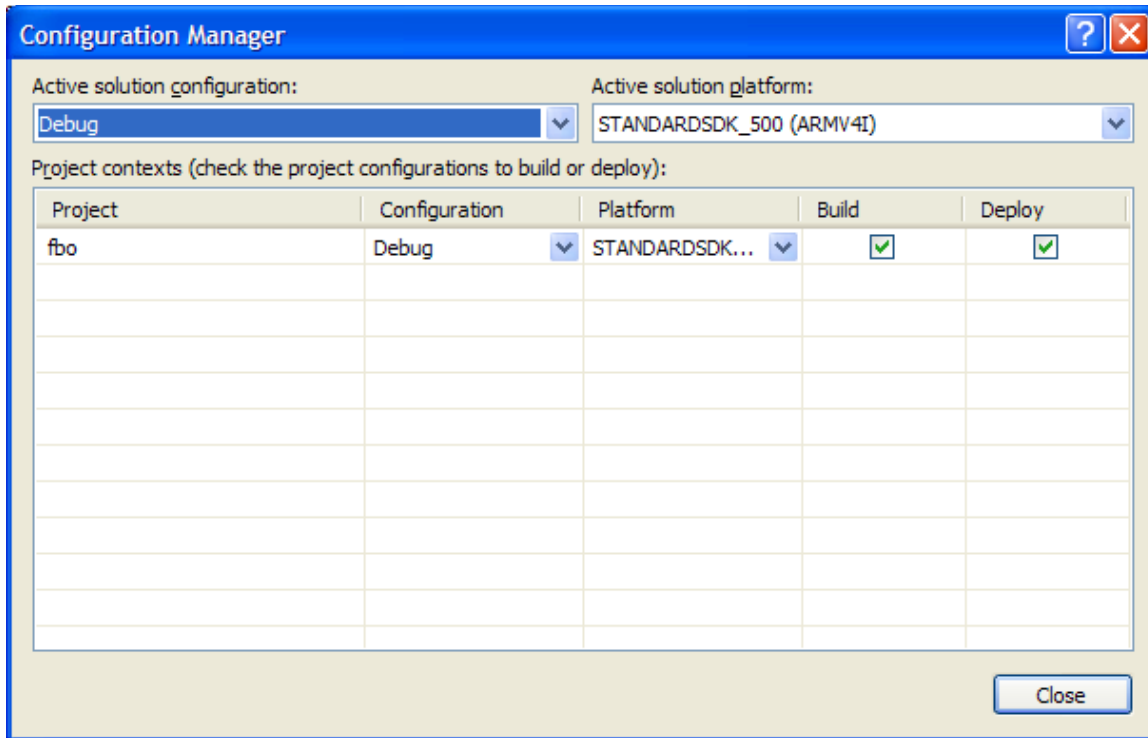 Configuration Manager
Active solution configuration: Active solution platform:
Debug STANDARDSDK_500 (ARMV4I)
Project contexts (check the project configurations to build or deploy):
Project Configuration Platform Build Deploy
fbo Debug STANDARDSDK...
Close